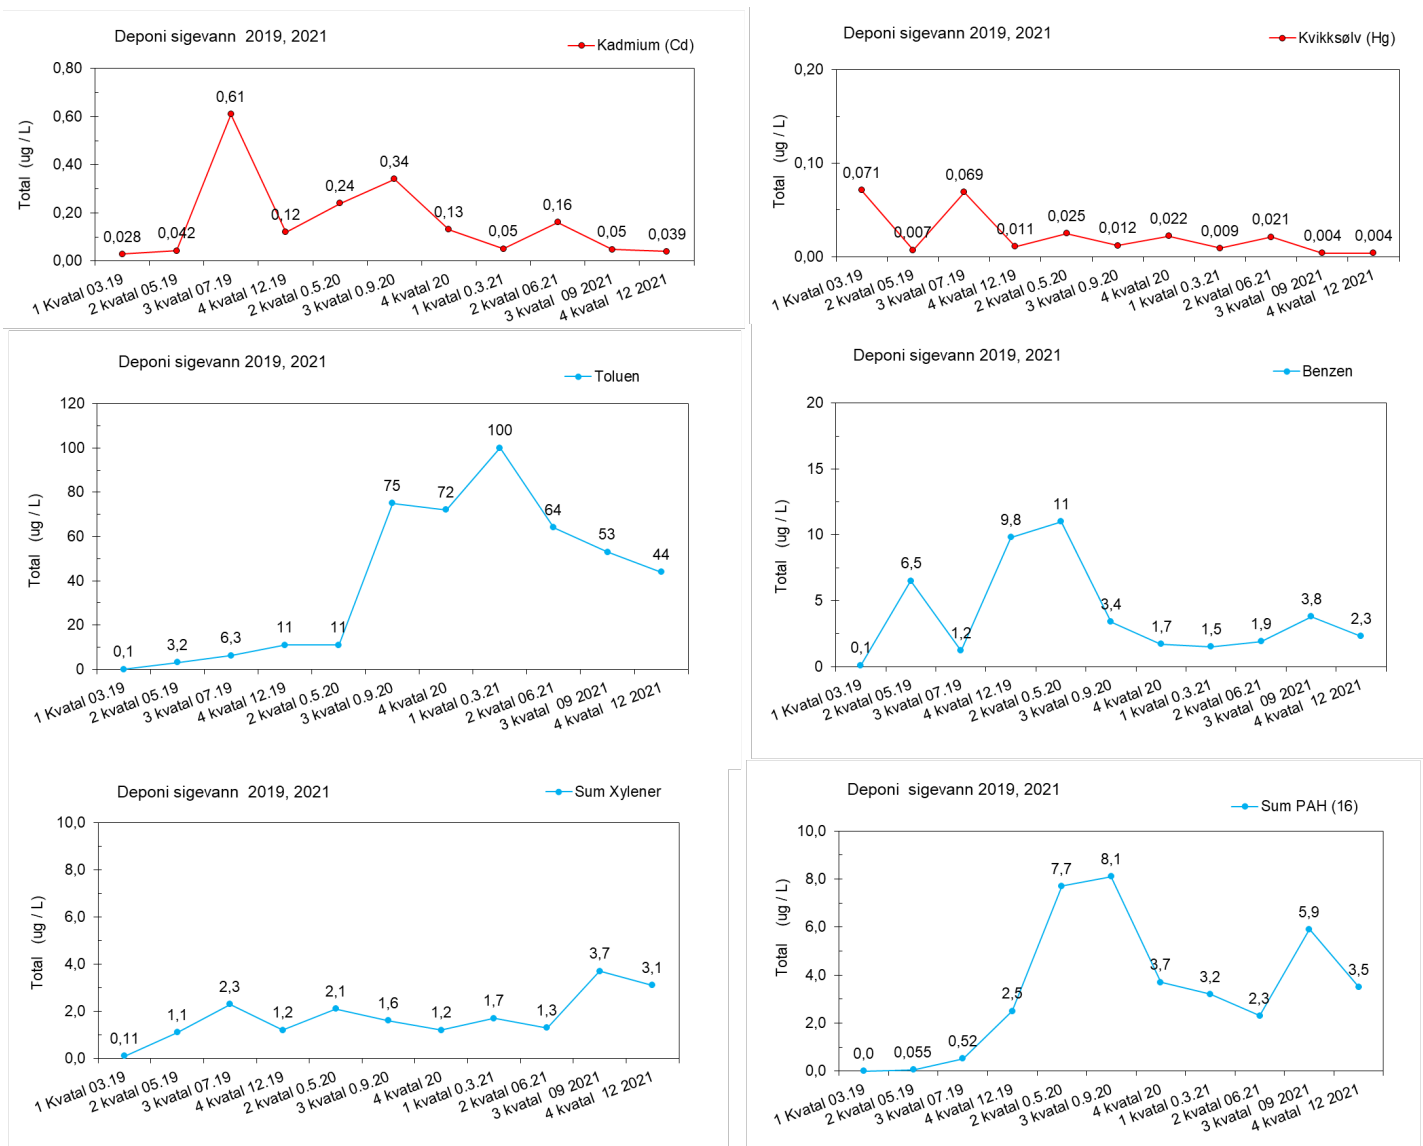 Deponi sigevann  2019, 2021
Kadmium (Cd)
Total  (ug / L)
0,80
0,60
0,40
0,20
0,00
0,028
0,042
0,61
0,12
0,24
0,34
0,13
0,05
0,16
0,05
0,039
1 Kvatal 03.19
2 kvatal 05.19
3 kvatal 07.19
4 kvatal 12.19
2 kvatal 0.5.20
3 kvatal 0.9.20
4 kvatal 20
1 kvatal 0.3.21
2 kvatal 06.21
3 kvatal  09 2021
4 kvatal  12 2021
Deponi sigevann 2019, 2021
Kvikksølv (Hg)
Total  (ug / L)
0,20
0,10
0,00
0,071
0,007
0,069
0,011
0,025
0,012
0,022
0,009
0,021
0,004
0,004
1 Kvatal 03.19
2 kvatal 05.19
3 kvatal 07.19
4 kvatal 12.19
2 kvatal 0.5.20
3 kvatal 0.9.20
4 kvatal 20
1 kvatal 0.3.21
2 kvatal 06.21
3 kvatal  09 2021
4 kvatal  12 2021
Deponi sigevann 2019, 2021
Toluen
Total  (ug / L)
120
100
80
60
40
20
0
0,1
3,2
6,3
11
11
75
72
100
64
53
44
1 Kvatal 03.19
2 kvatal 05.19
3 kvatal 07.19
4 kvatal 12.19
2 kvatal 0.5.20
3 kvatal 0.9.20
4 kvatal 20
1 kvatal 0.3.21
2 kvatal 06.21
3 kvatal  09 2021
4 kvatal  12 2021
Deponi sigevann 2019, 2021
Benzen
Total  (ug / L)
20
15
10
5
0
0,1
6,5
1,2
9,8
11
3,4
1,7
1,5
1,9
3,8
2,3
1 Kvatal 03.19
2 kvatal 05.19
3 kvatal 07.19
4 kvatal 12.19
2 kvatal 0.5.20
3 kvatal 0.9.20
4 kvatal 20
1 kvatal 0.3.21
2 kvatal 06.21
3 kvatal  09 2021
4 kvatal  12 2021
Deponi sigevann  2019, 2021
Sum Xylener
Total  (ug / L)
10,0
8,0
6,0
4,0
2,0
0,0
0,11
1,1
2,3
1,2
2,1
1,6
1,2
1,7
1,3
3,7
3,1
1 Kvatal 03.19
2 kvatal 05.19
3 kvatal 07.19
4 kvatal 12.19
2 kvatal 0.5.20
3 kvatal 0.9.20
4 kvatal 20
1 kvatal 0.3.21
2 kvatal 06.21
3 kvatal  09 2021
4 kvatal  12 2021
Deponi  sigevann 2019, 2021
Sum PAH (16)
Total  (ug / L)
10,0
8,0
6,0
4,0
2,0
0,0
0,0
0,055
0,52
2,5
7,7
8,1
3,7
3,2
2,3
5,9
3,5
1 Kvatal 03.19
2 kvatal 05.19
3 kvatal 07.19
4 kvatal 12.19
2 kvatal 0.5.20
3 kvatal 0.9.20
4 kvatal 20
1 kvatal 0.3.21
2 kvatal 06.21
3 kvatal  09 2021
4 kvatal  12 2021